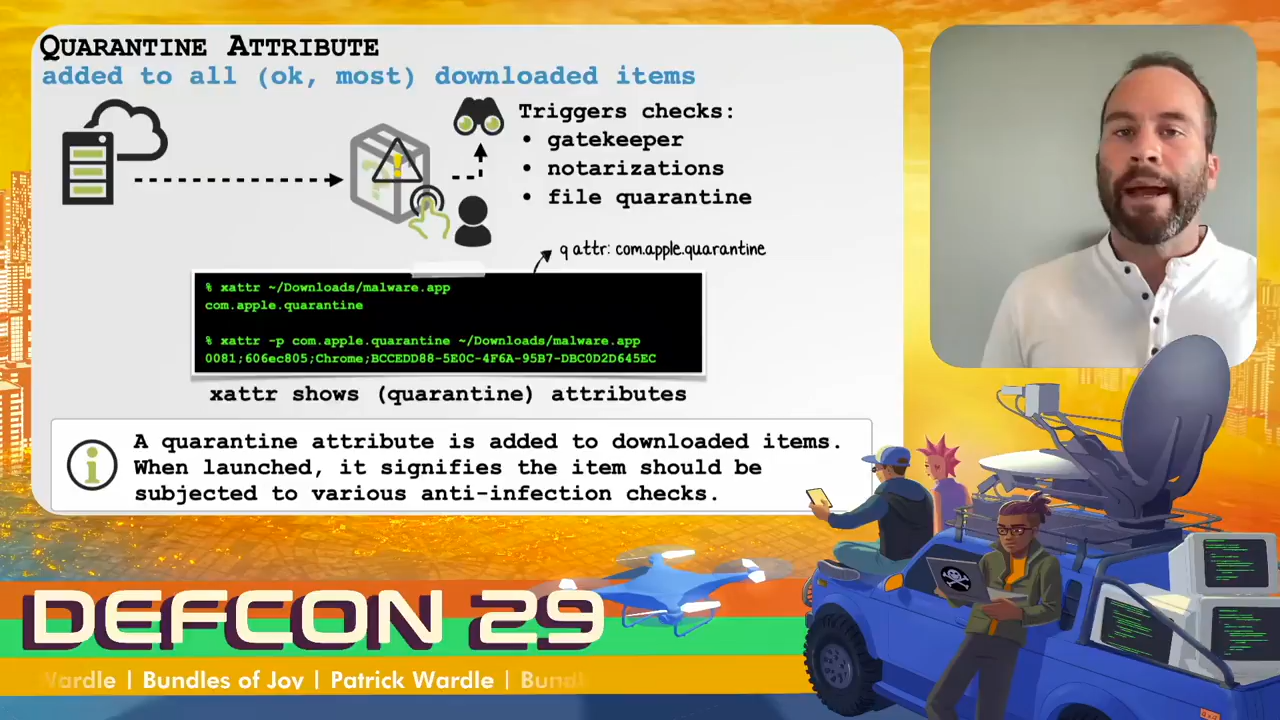 QUARANTINE ATTRIBUTE
added to all (ok, most) downloaded items
Triggers checks:
• gatekeeper
• notarizations
• file quarantine
q attr: com.apple.quarantine
% xattr ~/Downloads/malware.app
com.apple.quarantine
% xattr -p com.apple.quarantine ~/Downloads/malware.app
0081;606ec805;Chrome;BCCEDD88-5E0C-4F6A-95B7-DBC0D2D645EC
xattr shows (quarantine) attributes
A quarantine attribute is added to downloaded items.
When launched, it signifies the item should be
subjected to various anti-infection checks.
DEFCON 29
Wardle | Bundles of Joy | Patrick Wardle | Bundl